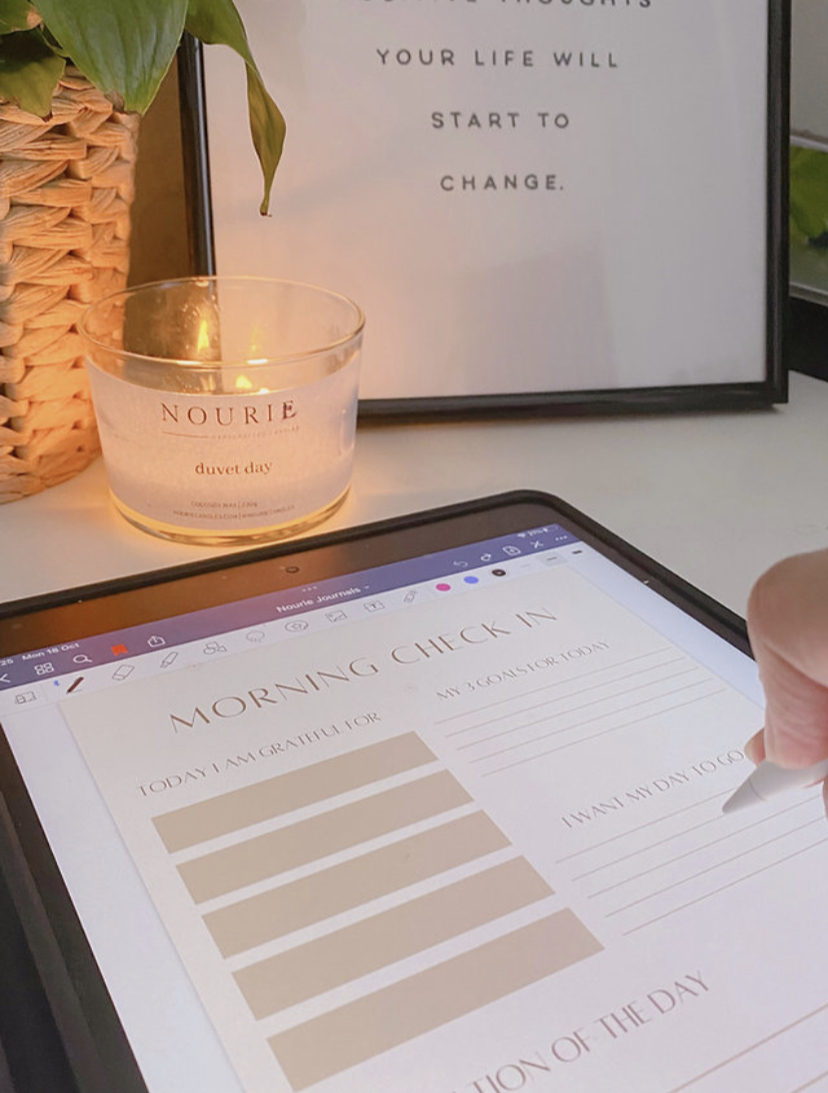 THOUGHTS
YOUR LIFE WILL
START TO
CHANGE.
NOURIE
duvet day
Mon 18 Oct
Nourie Journals
MORNING CHECK IN
TODAY I AM GRATEFUL FOR
MY 3 GOALS FOR TODAY
I WANT MY DAY TO GO
TION OF THE DAY